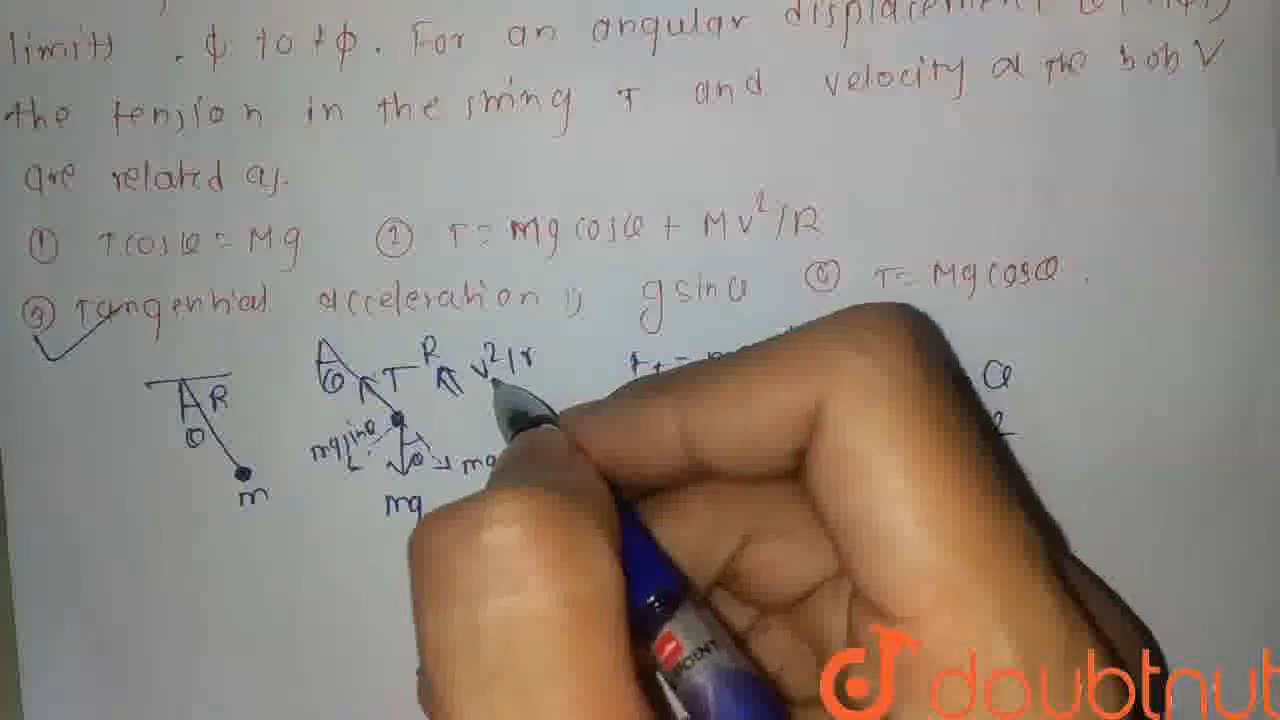 limits . ϕ to +ϕ. For an angular
the tension in the string T and velocity of the bob V
are related as.
① T cos θ = Mg ② T = Mg cos θ + MV²/R
③ Tangential acceleration is g sin θ ④ T = Mg cos θ .
R
θ
m
θ T R v²/r
mg sin θ
θ
mg
doubtnut